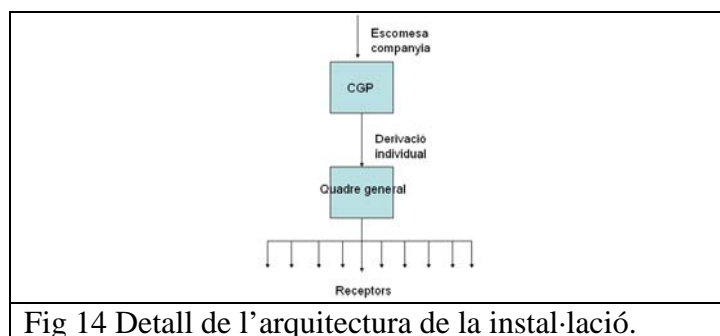 Escomesa
companyia
CGP
Derivació
individual
Quadre general
Receptors
Fig 14 Detall de l'arquitectura de la instal·lació.